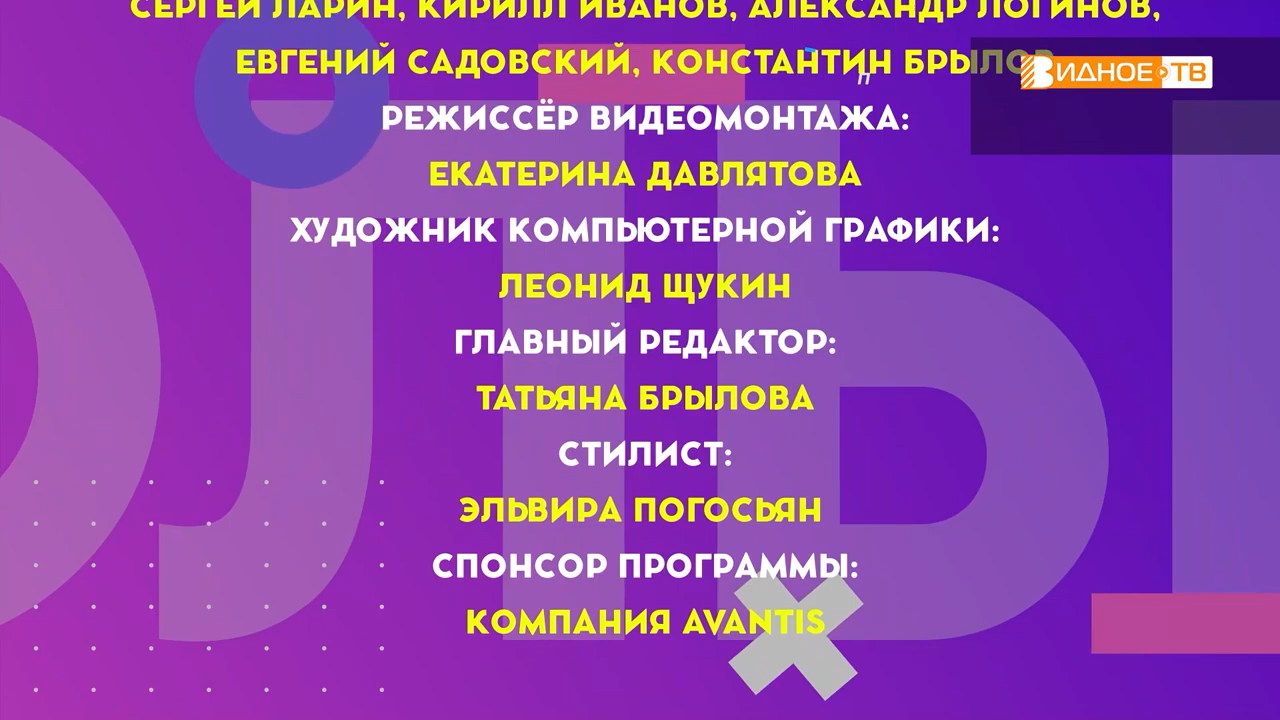 СЕРГЕЙ ЛАРИН, КИРИЛЛ ИВАНОВ, АЛЕКСАНДР ЛОГИНОВ,
ЕВГЕНИЙ САДОВСКИЙ, КОНСТАНТИН БРЫЛОВ
ВИДНОЕ ТВ
РЕЖИССЁР ВИДЕОМОНТАЖА:
ЕКАТЕРИНА ДАВЛЯТОВА
ХУДОЖНИК КОМПЬЮТЕРНОЙ ГРАФИКИ:
ЛЕОНИД ЩУКИН
ГЛАВНЫЙ РЕДАКТОР:
ТАТЬЯНА БРЫЛОВА
СТИЛИСТ:
ЭЛЬВИРА ПОГОСЬЯН
СПОНСОР ПРОГРАММЫ:
КОМПАНИЯ AVANTIS